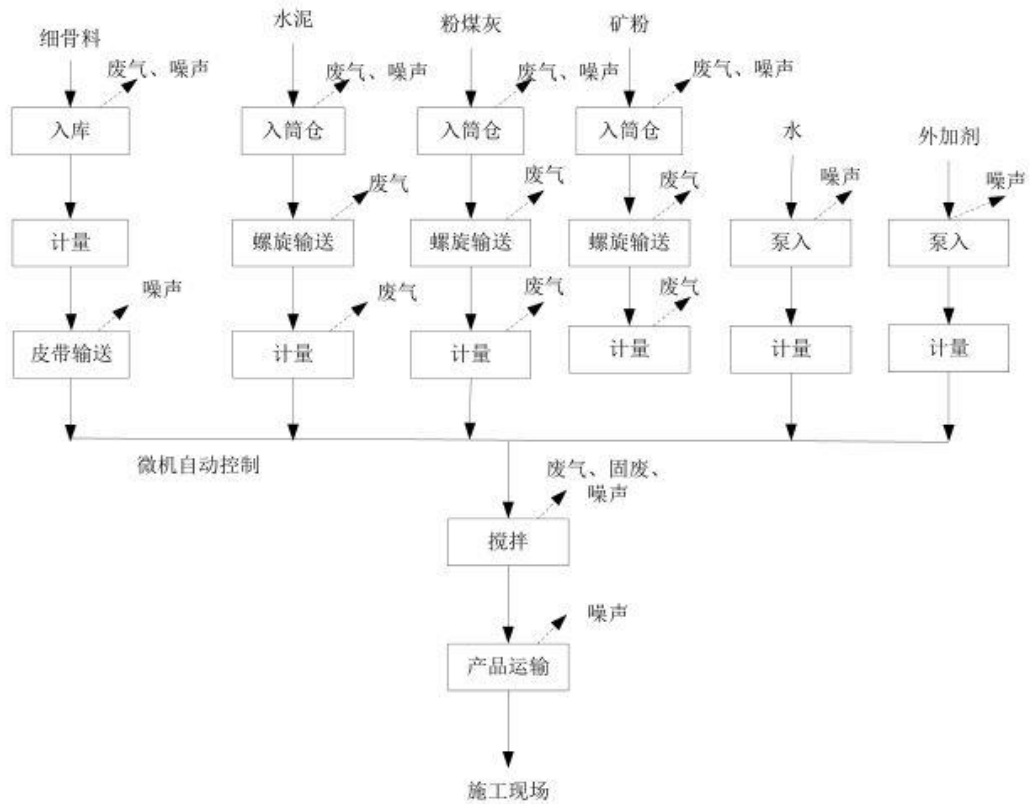 水泥
粉煤灰
矿粉
细骨料
废气、噪声
废气、噪声
废气、噪声
废气、噪声
入库
入筒仓
入筒仓
入筒仓
水
外加剂
废气
废气
废气
噪声
噪声
计量
螺旋输送
螺旋输送
螺旋输送
泵入
泵入
噪声
废气
废气
废气
皮带输送
计量
计量
计量
计量
计量
微机自动控制
废气、固废、
噪声
搅拌
噪声
产品运输
施工现场